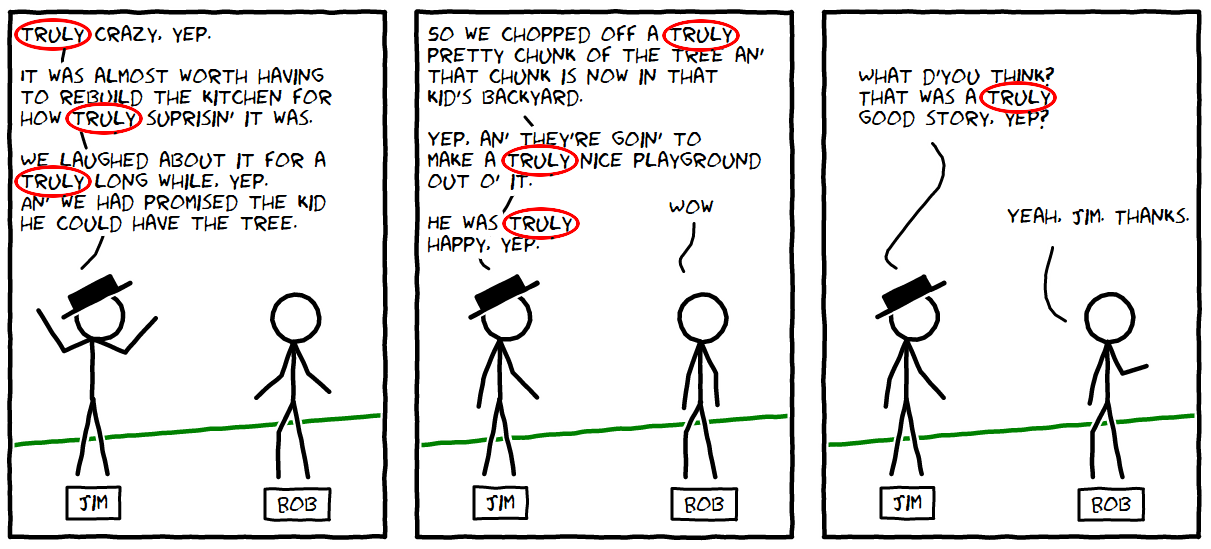 TRULY CRAZY, YEP.
IT WAS ALMOST WORTH HAVING
TO REBUILD THE KITCHEN FOR
HOW TRULY SUPRISIN' IT WAS.
WE LAUGHED ABOUT IT FOR A
TRULY LONG WHILE, YEP.
AN' WE HAD PROMISED THE KID
HE COULD HAVE THE TREE.
JIM
BOB
SO WE CHOPPED OFF A TRULY
PRETTY CHUNK OF THE TREE AN'
THAT CHUNK IS NOW IN THAT
KID'S BACKYARD.
YEP, AN' THEY'RE GOIN' TO
MAKE A TRULY NICE PLAYGROUND
OUT O' IT.
HE WAS TRULY
HAPPY, YEP.
WOW
JIM
BOB
WHAT D'YOU THINK?
THAT WAS A TRULY
GOOD STORY, YEP?
YEAH, JIM. THANKS.
JIM
BOB